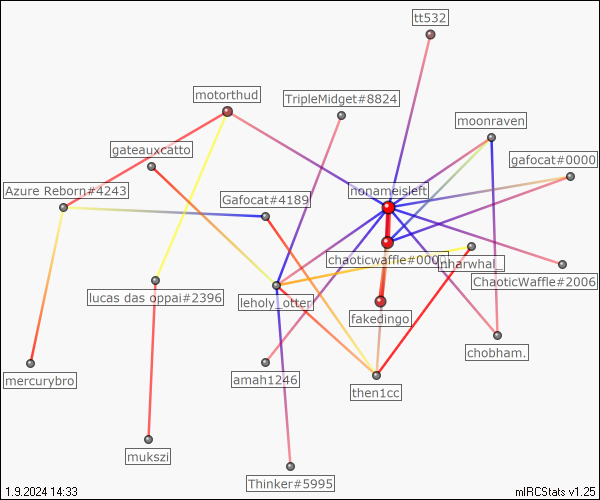 tt532
motorthud
TripleMidget#8824
moonraven
gateauxcatto
gafocat#0000
Azure Reborn#4243
nonameisleft
Gafocat#4189
chaoticwaffle#000
nharwhal_
ChaoticWaffle#2006
lucas das oppai#2396
leholy_otter
fakedingo
chobham.
mercurybro
amah1246
then1cc
mukszi
Thinker#5995
1.9.2024 14:33
mIRCStats v1.25